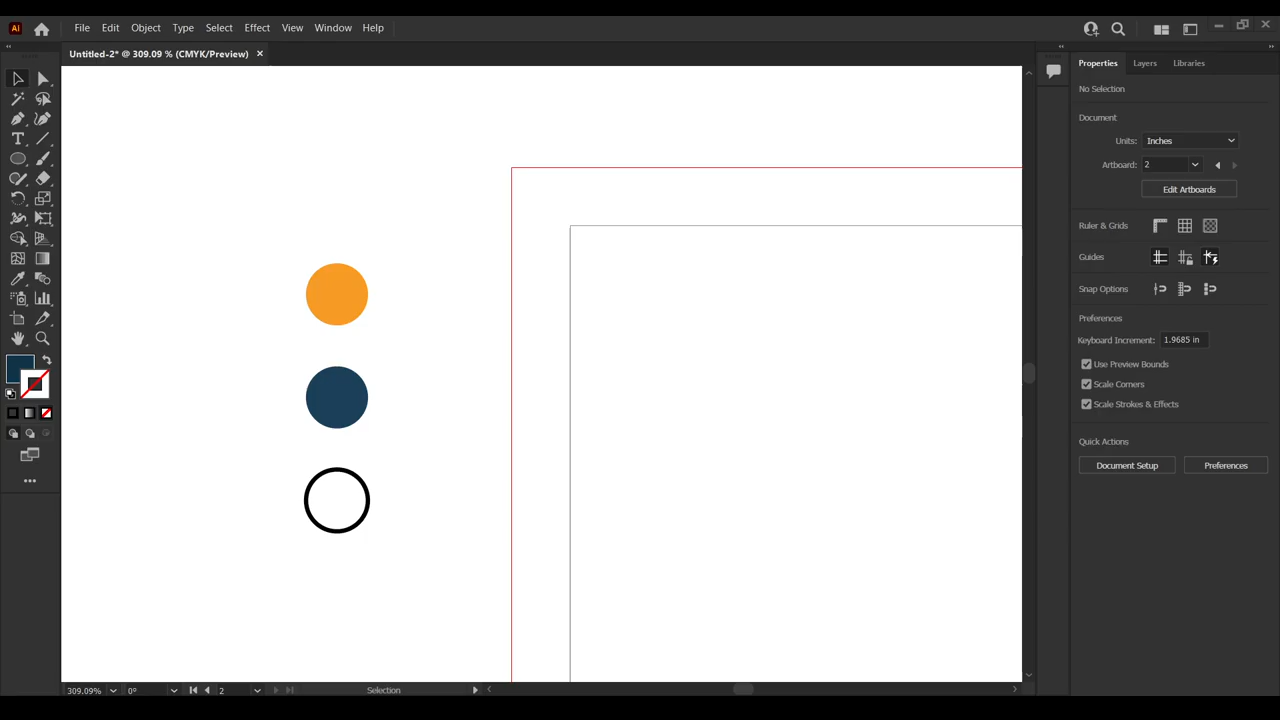 Ai File Edit Object Type Select Effect View Window Help
Untitled-2* @ 309.09 % (CMYK/Preview) ×
Properties Layers Libraries
No Selection
Document
Units: Inches
Artboard: 2
Edit Artboards
Ruler & Grids
Guides
Snap Options
Preferences
Keyboard Increment: 1.9685 in
Use Preview Bounds
Scale Corners
Scale Strokes & Effects
Quick Actions
Document Setup Preferences
309.09% 0° 2 Selection